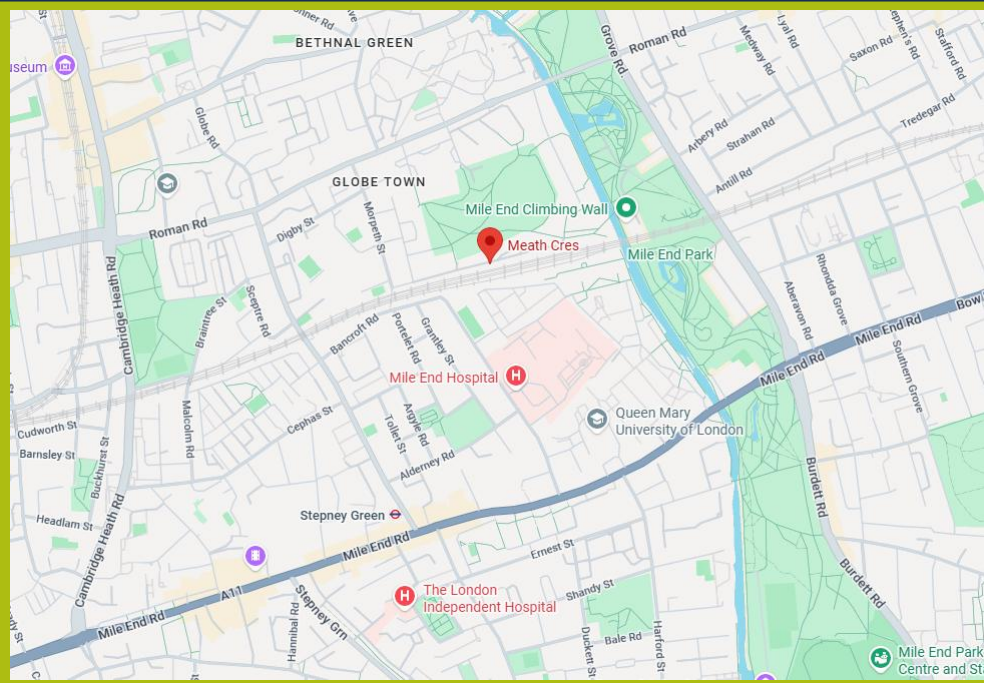 BETHNAL GREEN
Roman Rd
Grove Rd
Medway Rd
Lyal Rd
Saxon Rd
Stafford Rd
Tredegar Rd
Globe Rd
Arbery Rd
Strahan Rd
Antill Rd
GLOBE TOWN
Mile End Climbing Wall
Roman Rd
Digby St
Morpeth St
Meath Cres
Mile End Park
Cambridge Heath Rd
Braintree St
Sceptre Rd
Bancroft Rd
Portelet Rd
Grantley St
Aberavon Rd
Rhondda Grove
Mile End Rd
Mile End Rd
Southern Grove
Mile End Hospital
Queen Mary
University of London
Cudworth St
Barnsley St
Malcolm Rd
Cephas St
Tollet St
Argyle Rd
Alderney Rd
Buckhurst St
Headlam St
Cambridge Heath Rd
Stepney Green
Mile End Rd
Burdett Rd
Ernest St
A11
Mile End Rd
Stepney Grn
Hannibal Rd
The London
Independent Hospital
Shandy St
Duckett St
Bale Rd
Harford St
Burdett Rd
Mile End Park
Centre and